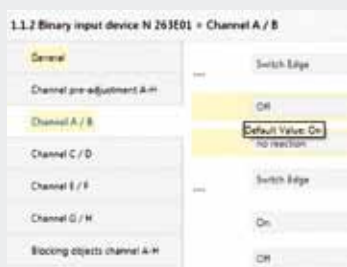 1.1.2 Binary input device N 263E01 > Channel A / B
General
Channel pre-adjustment A-H
Channel A / B
Channel C / D
Channel E / F
Channel G / H
Blocking objects channel A-H
... Switch Edge
Off
Default Value: On
no reaction
... Switch Edge
On
Off